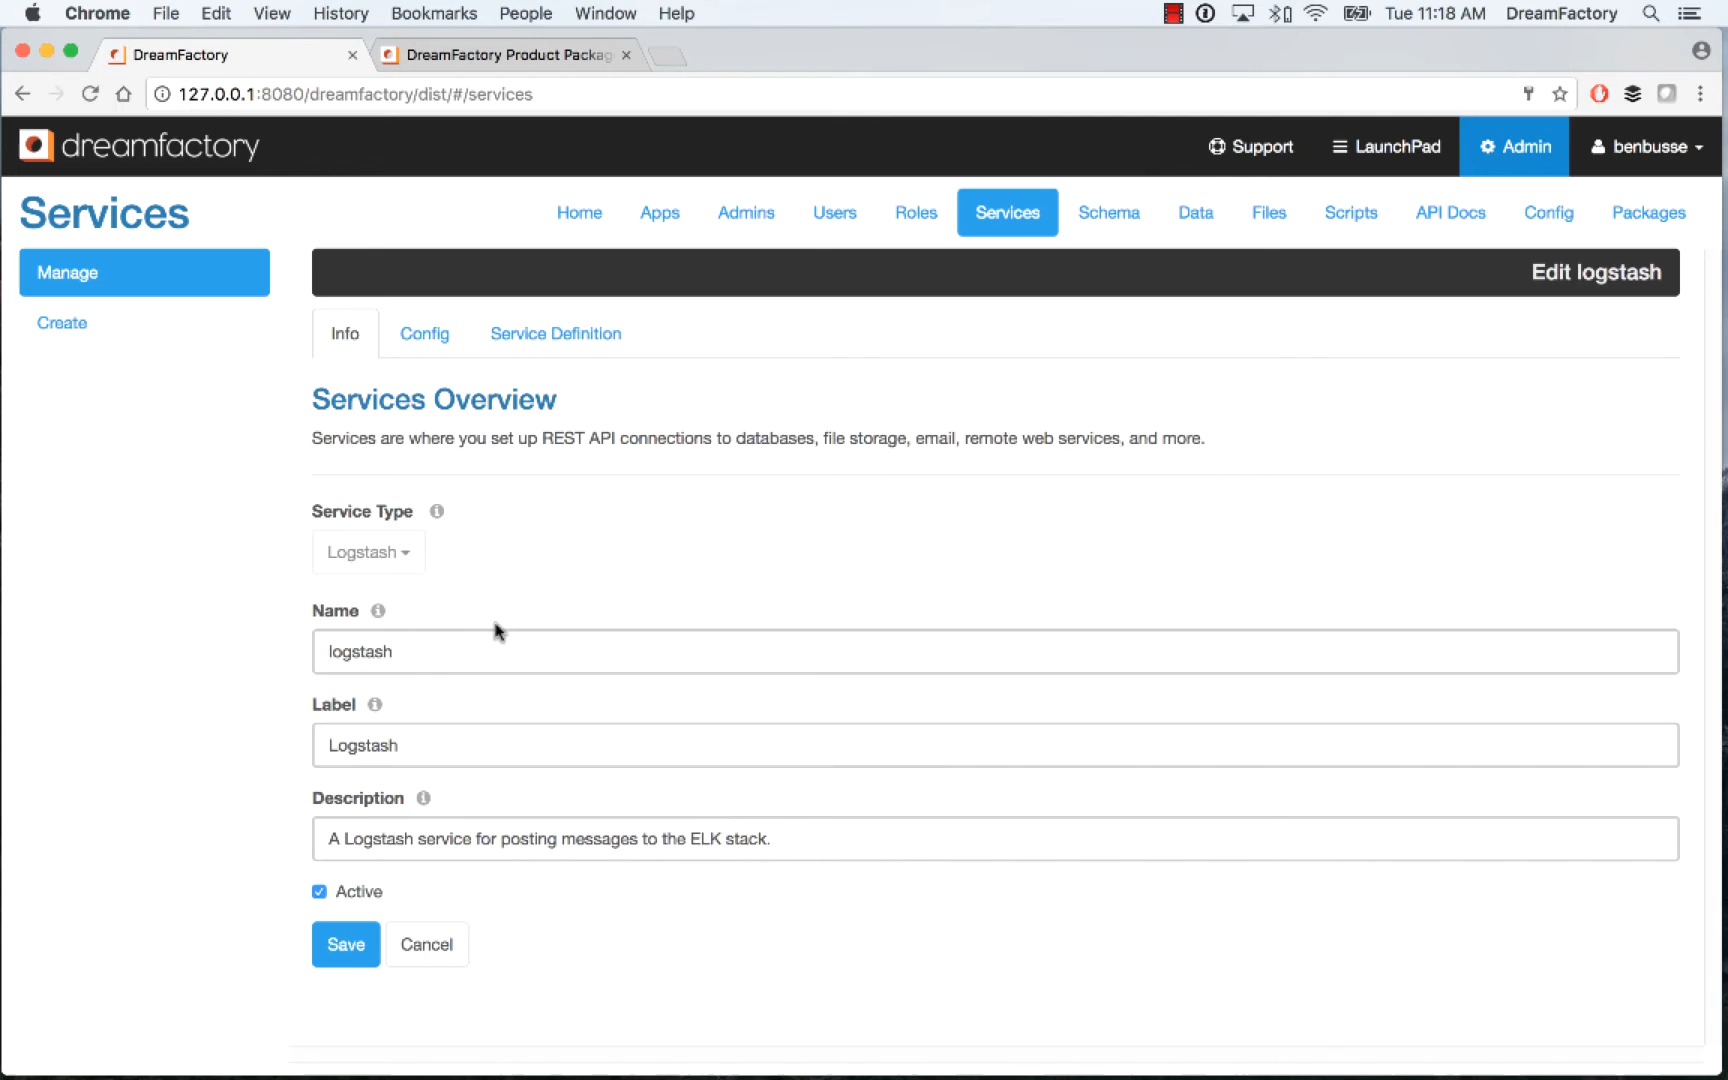 Chrome File Edit View History Bookmarks People Window Help Tue 11:18 AM DreamFactory
DreamFactory DreamFactory Product Packag
127.0.0.1:8080/dreamfactory/dist/#/services
dreamfactory Support LaunchPad Admin benbusse
Services Home Apps Admins Users Roles Services Schema Data Files Scripts API Docs Config Packages
Manage
Create
Edit logstash
Info Config Service Definition
Services Overview
Services are where you set up REST API connections to databases, file storage, email, remote web services, and more.
Service Type
Logstash
Name
logstash
Label
Logstash
Description
A Logstash service for posting messages to the ELK stack.
Active
Save Cancel